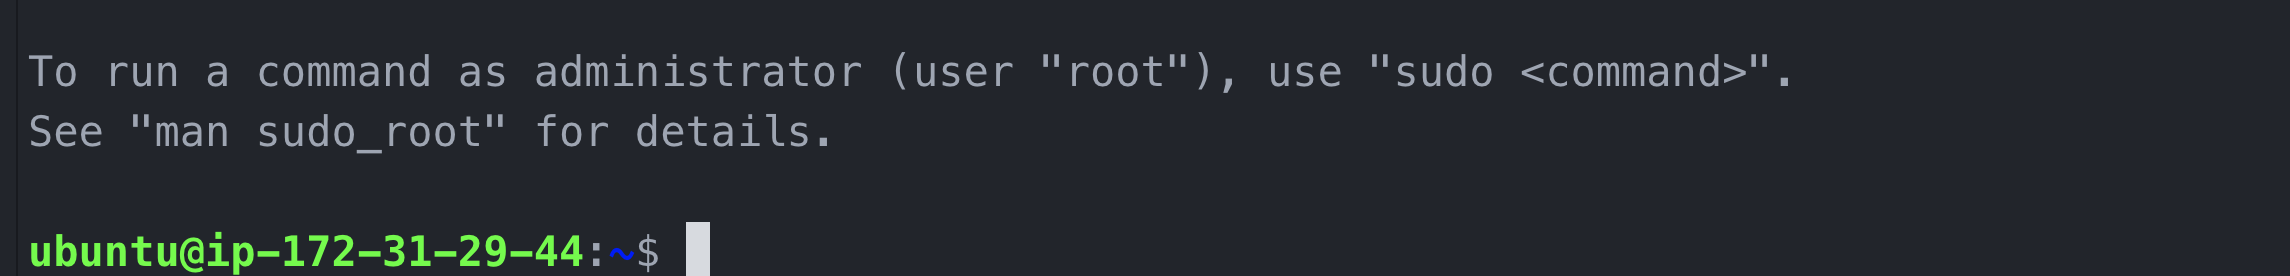 To run a command as administrator (user "root"), use "sudo <command>".
See "man sudo_root" for details.
ubuntu@ip-172-31-29-44:~$